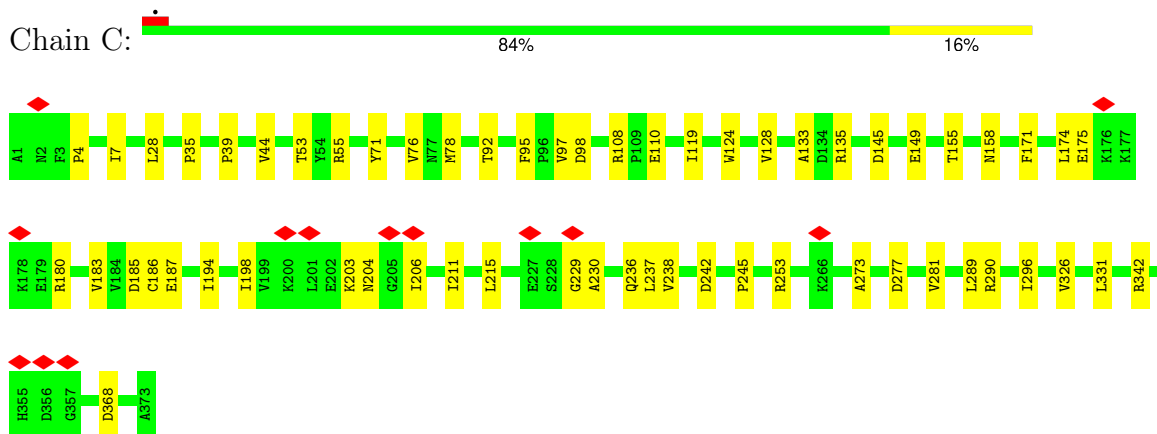 •
Chain C:
84% 16%
A1 N2 F3 P4 I7 L28 P35 P39 V44 T53 Y54 R55 Y71 V76 N77 M78 T92 F95 P96 V97 D98 R108 P109 E110 I119 W124 V128 A133 D134 R135 D145 E149 T155 N158 F171 L174 E175 K176 K177
K178 E179 R180 V183 V184 D185 C186 E187 I194 I198 V199 K200 L201 E202 K203 N204 G205 I206 I211 L215 E227 S228 G229 A230 Q236 L237 V238 D242 P245 R253 K266 A273 D277 V281 L289 R290 I296 V326 L331 R342
H355 D356 G357 D368 A373